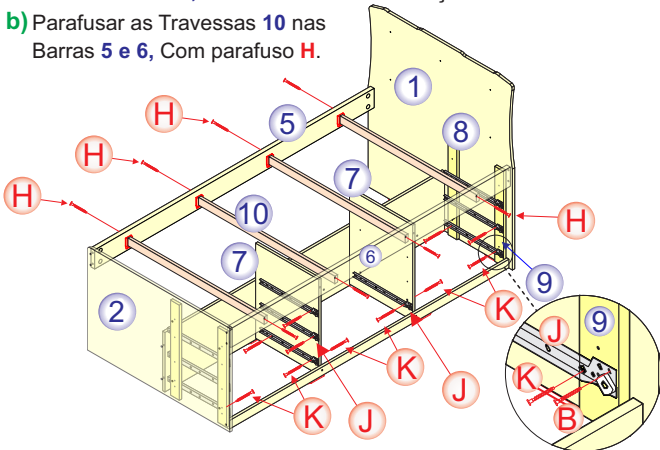 b) Parafusar as Travessas 10 nas
Barras 5 e 6, Com parafuso H.
1
H
5
8
H
7
H
10
H
H
7
6
9
2
K
J
9
K
K
J
K
B
K
J
K